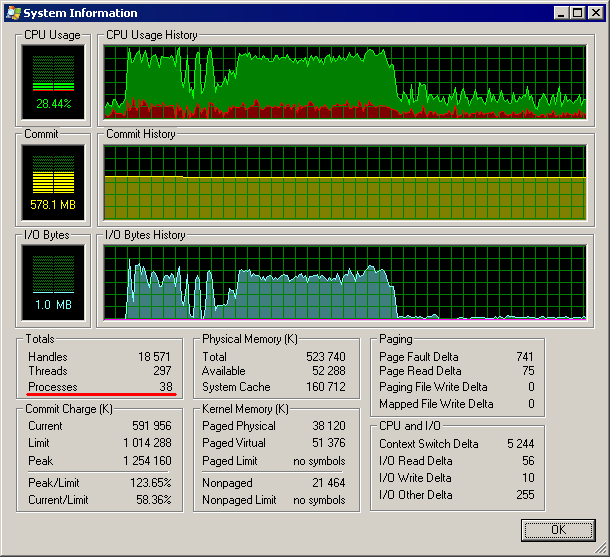 System Information
CPU Usage
28.44%
CPU Usage History
Commit
578.1 MB
Commit History
I/O Bytes
1.0 MB
I/O Bytes History
Totals
Handles 18 571
Threads 297
Processes 38
Physical Memory (K)
Total 523 740
Available 52 288
System Cache 160 712
Paging
Page Fault Delta 741
Page Read Delta 75
Paging File Write Delta 0
Mapped File Write Delta 0
Commit Charge (K)
Current 591 956
Limit 1 014 288
Peak 1 254 160
Peak/Limit 123.65%
Current/Limit 58.36%
Kernel Memory (K)
Paged Physical 38 120
Paged Virtual 51 376
Paged Limit no symbols
Nonpaged 21 464
Nonpaged Limit no symbols
CPU and I/O
Context Switch Delta 5 244
I/O Read Delta 56
I/O Write Delta 10
I/O Other Delta 255
OK